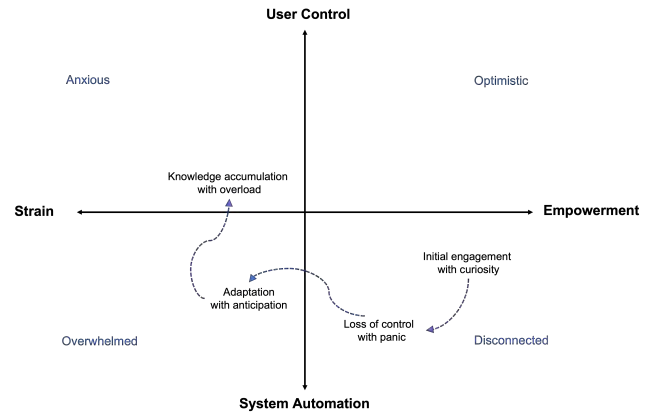 User Control
Anxious
Optimistic
Knowledge accumulation
with overload
Strain
Empowerment
Initial engagement
with curiosity
Adaptation
with anticipation
Loss of control
with panic
Overwhelmed
Disconnected
System Automation